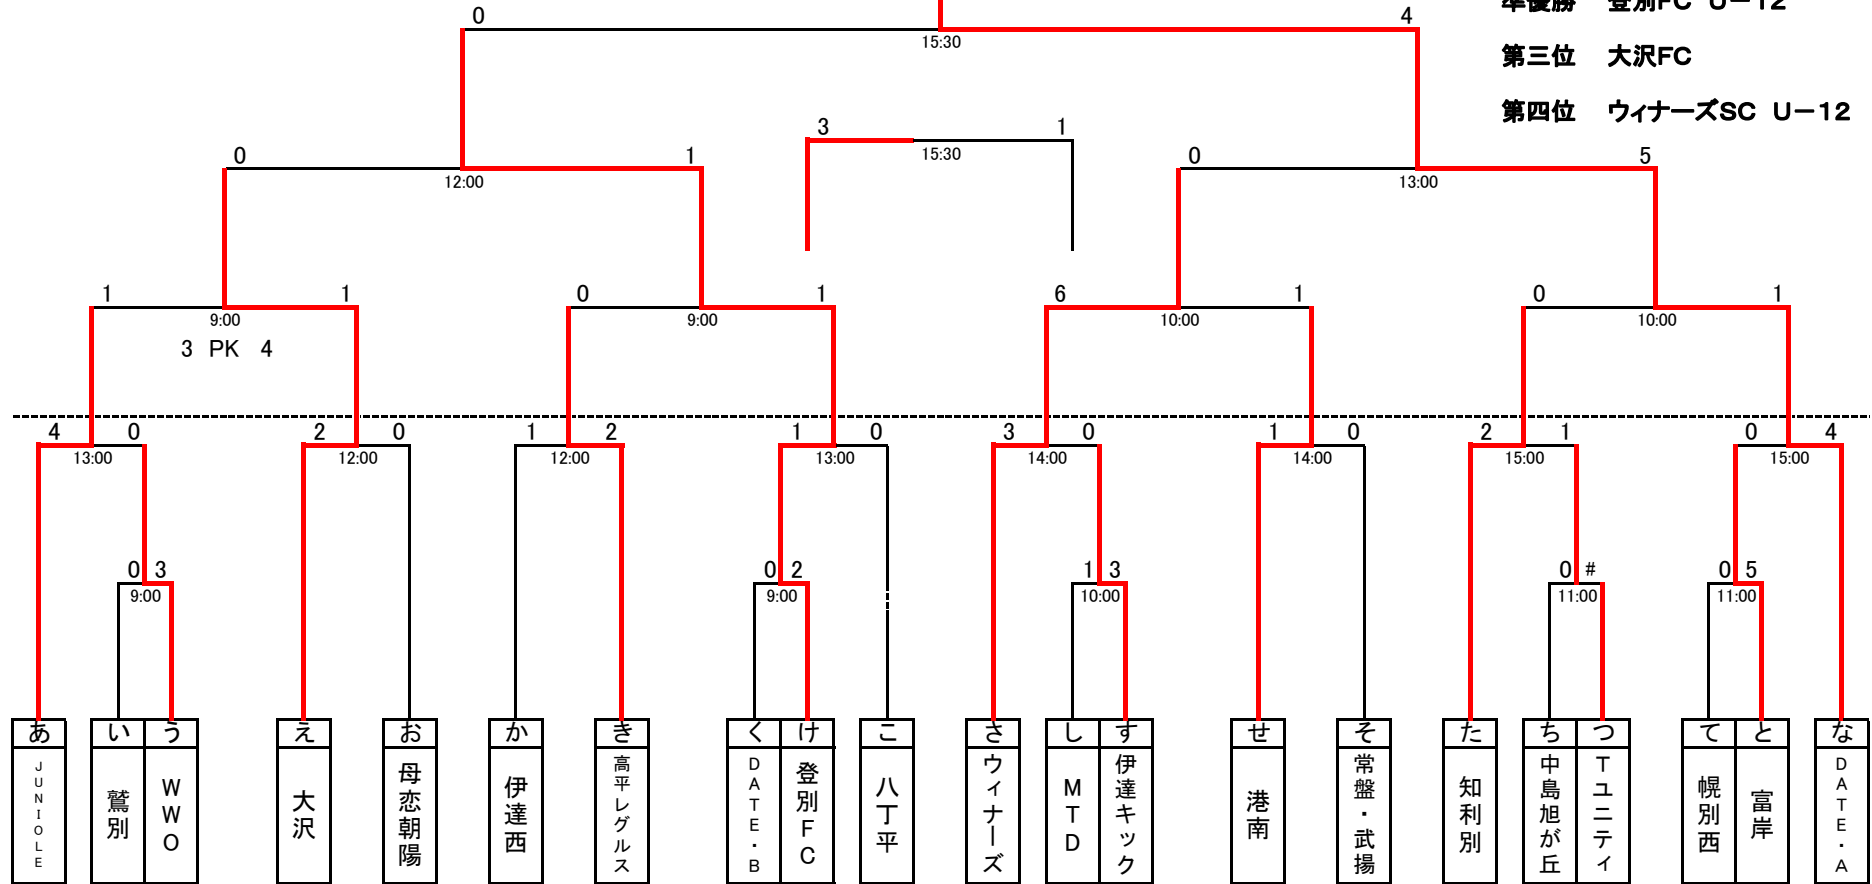 準優勝 登別FC U－12
0 4
15:30
第三位 大沢FC
第四位 ウィナーズSC U－12
3 1
15:30
0 1 0 5
12:00 13:00
1 1 0 1 6 1 0 1
9:00 9:00 10:00 10:00
3 PK 4
4 0 2 0 1 2 1 0 3 0 1 0 2 1 0 4
13:00 12:00 12:00 13:00 14:00 14:00 15:00 15:00
0 3 0 2 1 3 0 # 0 5
9:00 9:00 10:00 11:00 11:00
あ い う え お か き く け こ さ し す せ そ た ち つ て と な
JUNIOLE
鷲別
WWO
大沢
母恋朝陽
伊達西
高平レグルス
DATE・B
登別FC
八丁平
ウィナーズ
MTD
伊達キック
港南
常盤・武揚
知利別
中島旭が丘
Tユニティ
幌別西
富岸
DATE・A